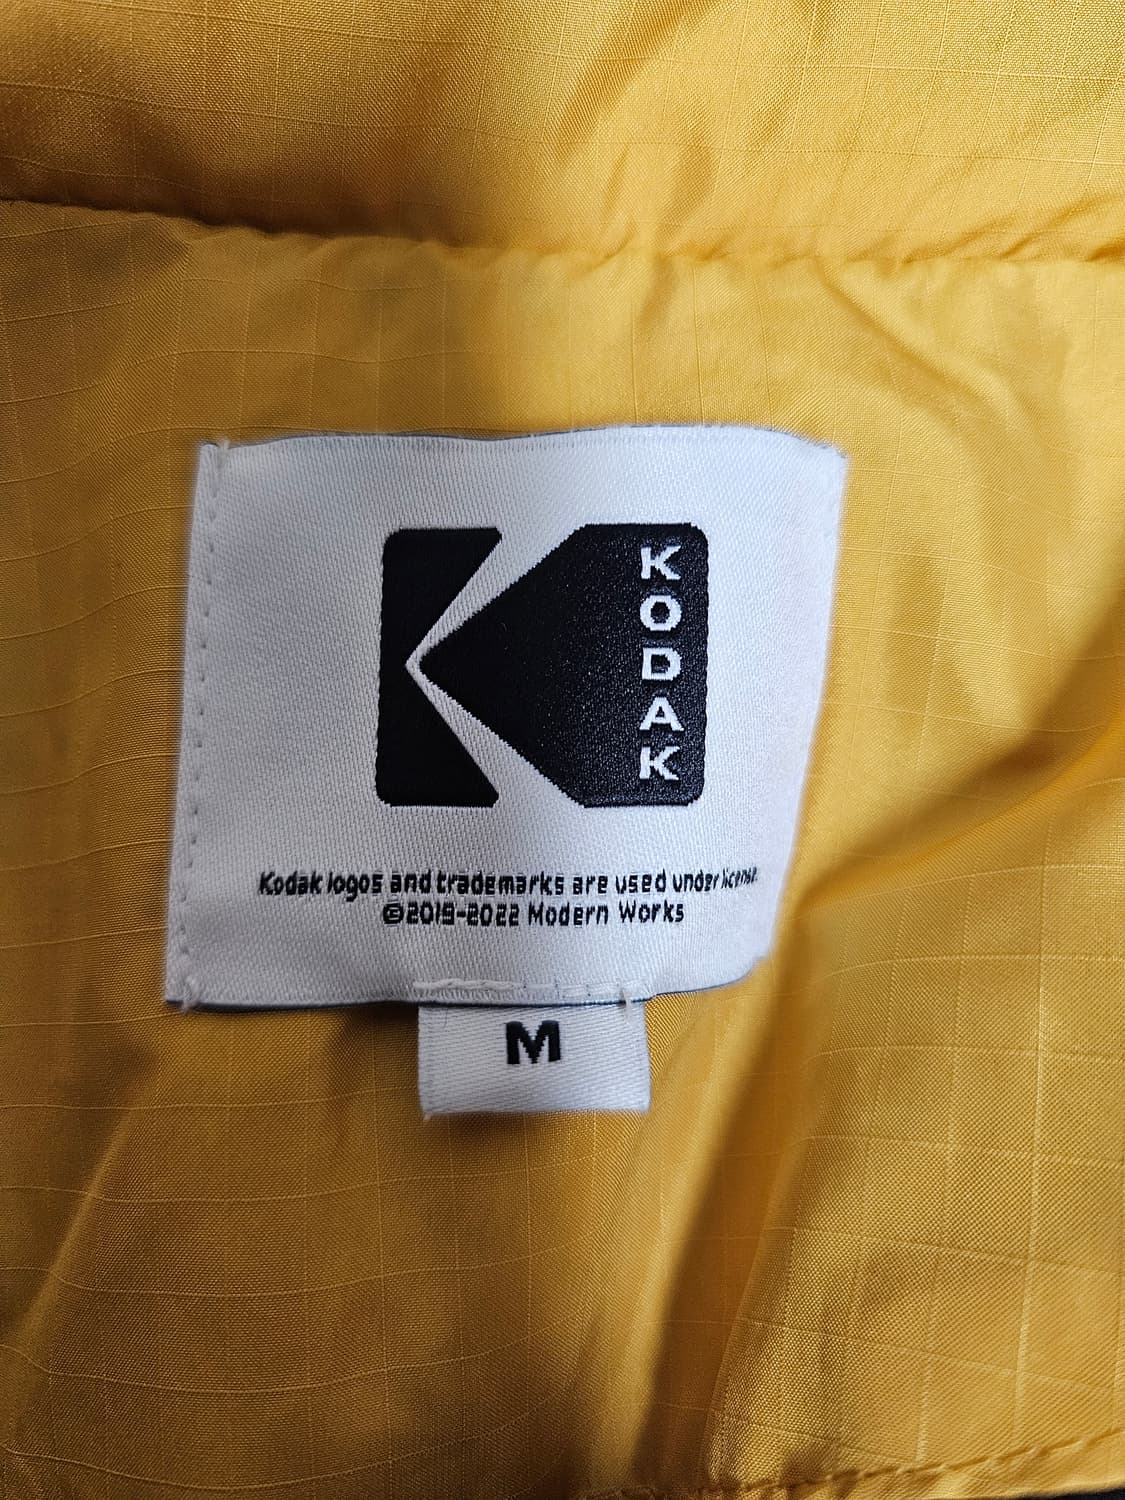 KODAK
Kodak logos and trademarks are used under license.
©2019-2022 Modern Works
M